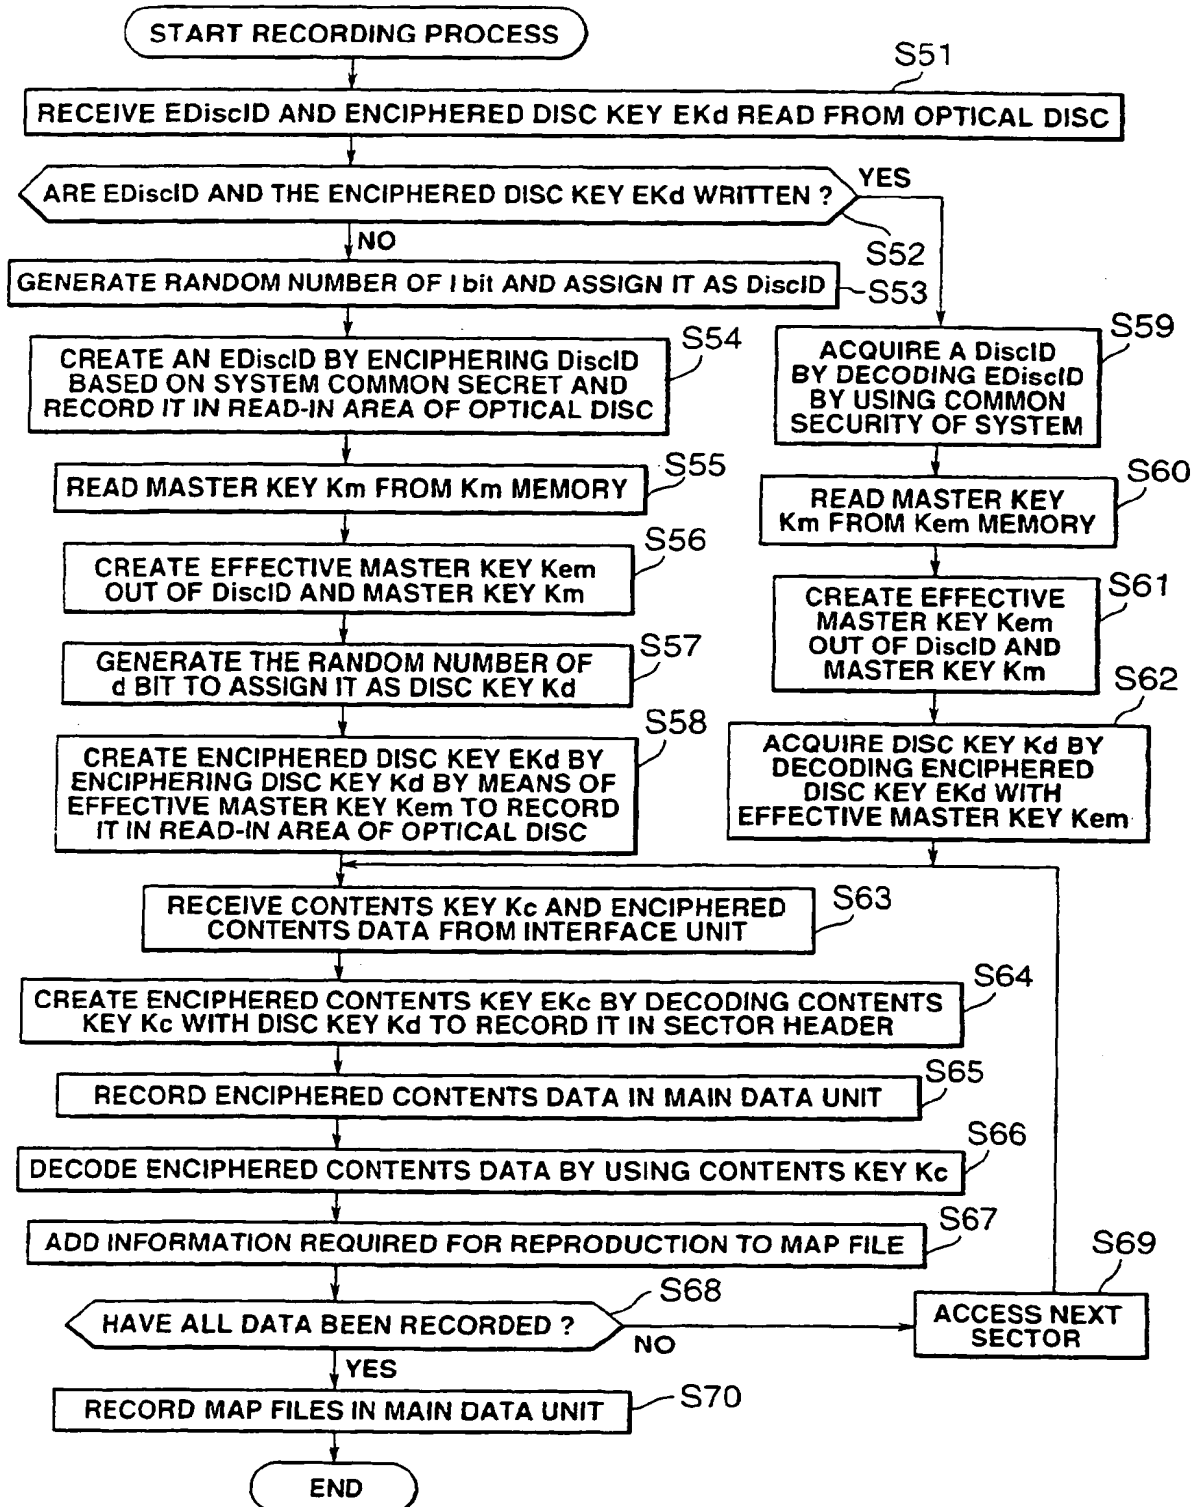 START RECORDING PROCESS
S51
RECEIVE EDiscID AND ENCIPHERED DISC KEY EKd READ FROM OPTICAL DISC
ARE EDiscID AND THE ENCIPHERED DISC KEY EKd WRITTEN ?
YES
S52
NO
GENERATE RANDOM NUMBER OF l bit AND ASSIGN IT AS DiscID
S53
CREATE AN EDiscID BY ENCIPHERING DiscID
BASED ON SYSTEM COMMON SECRET AND
RECORD IT IN READ-IN AREA OF OPTICAL DISC
S54
READ MASTER KEY Km FROM Km MEMORY
S55
CREATE EFFECTIVE MASTER KEY Kem
OUT OF DiscID AND MASTER KEY Km
S56
GENERATE THE RANDOM NUMBER OF
d BIT TO ASSIGN IT AS DISC KEY Kd
S57
CREATE ENCIPHERED DISC KEY EKd BY
ENCIPHERING DISC KEY Kd BY MEANS OF
EFFECTIVE MASTER KEY Kem TO RECORD
IT IN READ-IN AREA OF OPTICAL DISC
S58
ACQUIRE A DiscID
BY DECODING EDiscID
BY USING COMMON
SECURITY OF SYSTEM
S59
READ MASTER KEY
Km FROM Kem MEMORY
S60
CREATE EFFECTIVE
MASTER KEY Kem
OUT OF DiscID AND
MASTER KEY Km
S61
ACQUIRE DISC KEY Kd BY
DECODING ENCIPHERED
DISC KEY EKd WITH
EFFECTIVE MASTER KEY Kem
S62
RECEIVE CONTENTS KEY Kc AND ENCIPHERED
CONTENTS DATA FROM INTERFACE UNIT
S63
CREATE ENCIPHERED CONTENTS KEY EKc BY DECODING CONTENTS
KEY Kc WITH DISC KEY Kd TO RECORD IT IN SECTOR HEADER
S64
RECORD ENCIPHERED CONTENTS DATA IN MAIN DATA UNIT
S65
DECODE ENCIPHERED CONTENTS DATA BY USING CONTENTS KEY Kc
S66
ADD INFORMATION REQUIRED FOR REPRODUCTION TO MAP FILE
S67
HAVE ALL DATA BEEN RECORDED ?
S68
NO
ACCESS NEXT
SECTOR
S69
YES
RECORD MAP FILES IN MAIN DATA UNIT
S70
END